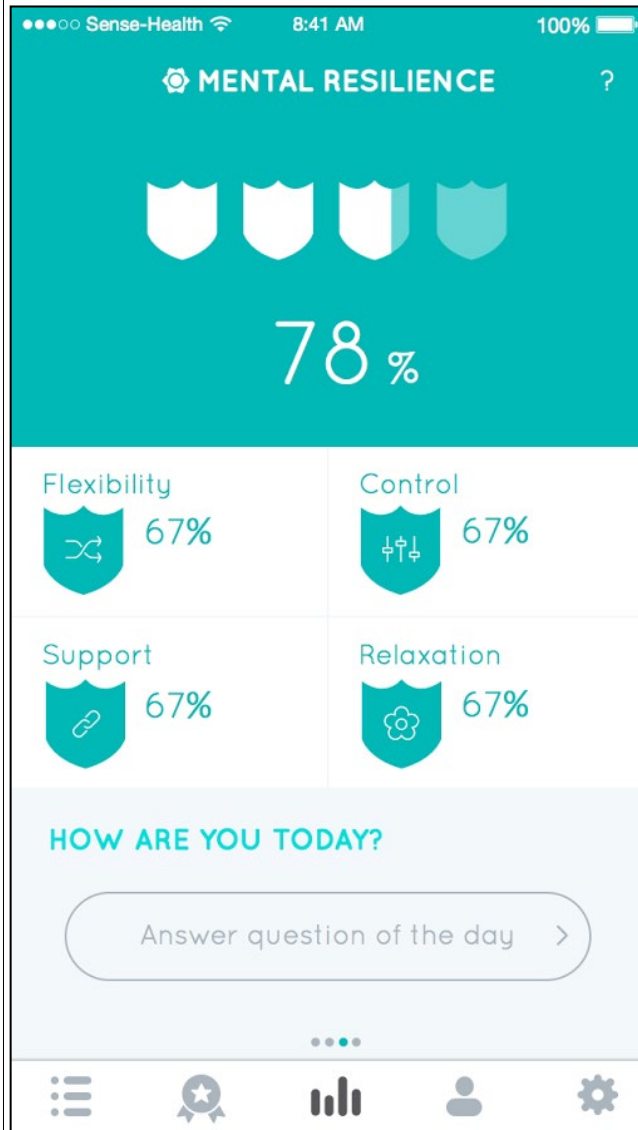 Sense-Health 8:41 AM 100%
MENTAL RESILIENCE ?
78 %
Flexibility
67%
Control
67%
Support
67%
Relaxation
67%
HOW ARE YOU TODAY?
Answer question of the day >